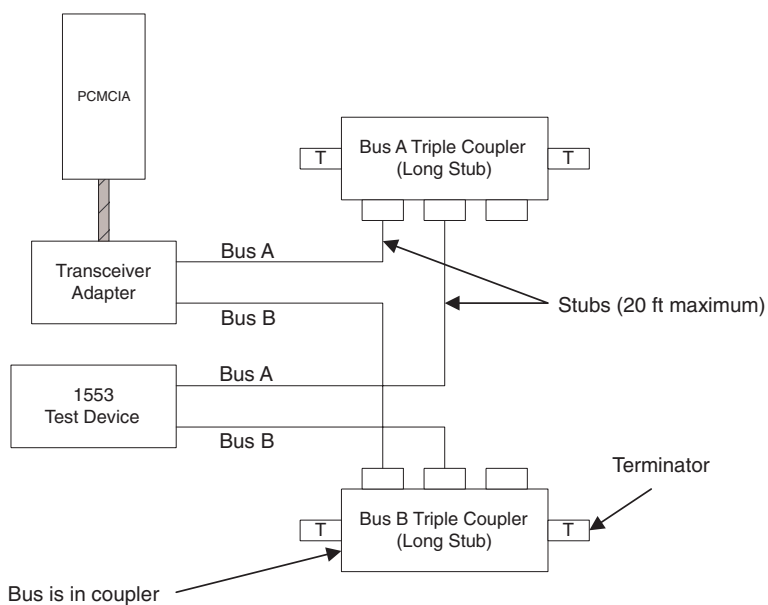 PCMCIA
Bus A Triple Coupler
(Long Stub)
T
T
Transceiver
Adapter
Bus A
Bus B
Stubs (20 ft maximum)
1553
Test Device
Bus A
Bus B
Terminator
Bus B Triple Coupler
(Long Stub)
T
T
Bus is in coupler